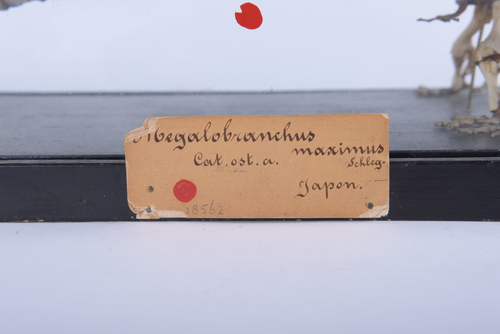 Megalobranchus
maximus
Schleg.
Cat. ost. a.
Japon.
18562